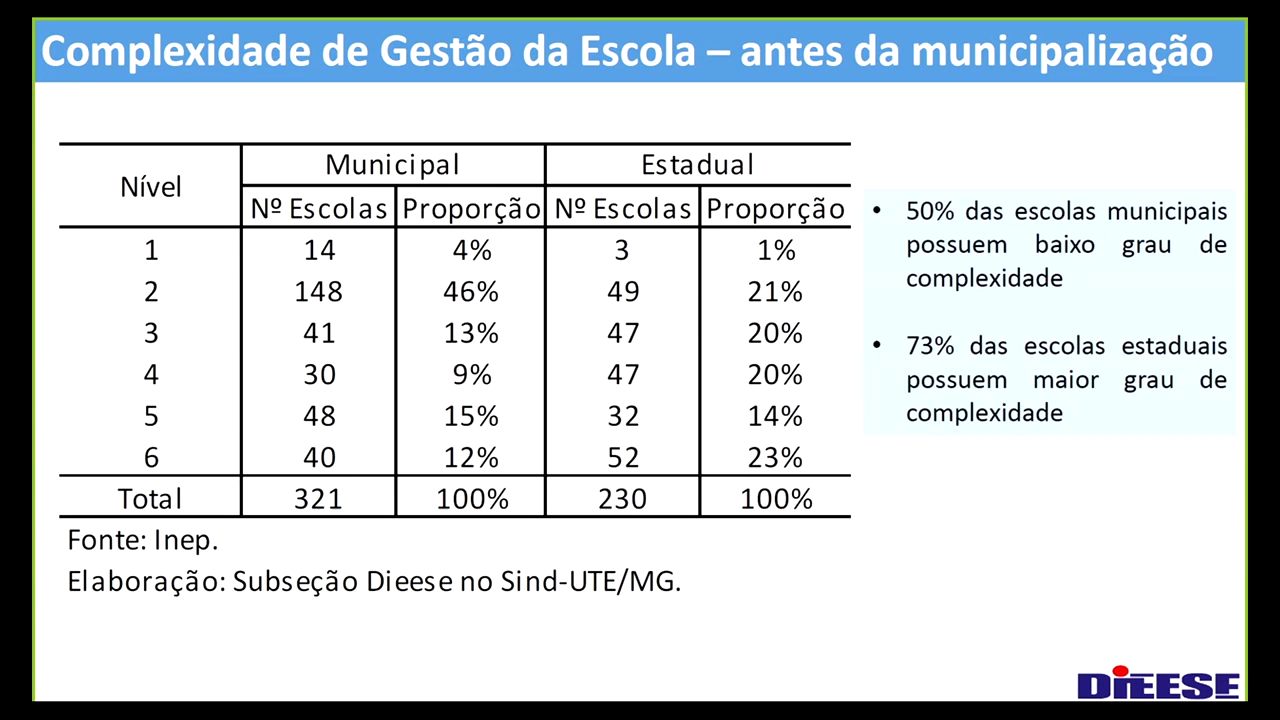 Complexidade de Gestão da Escola – antes da municipalização
Nível Municipal Estadual
Nº Escolas Proporção Nº Escolas Proporção
1 14 4% 3 1%
2 148 46% 49 21%
3 41 13% 47 20%
4 30 9% 47 20%
5 48 15% 32 14%
6 40 12% 52 23%
Total 321 100% 230 100%
Fonte: Inep.
Elaboração: Subseção Dieese no Sind-UTE/MG.
• 50% das escolas municipais
possuem baixo grau de
complexidade
• 73% das escolas estaduais
possuem maior grau de
complexidade
DIEESE